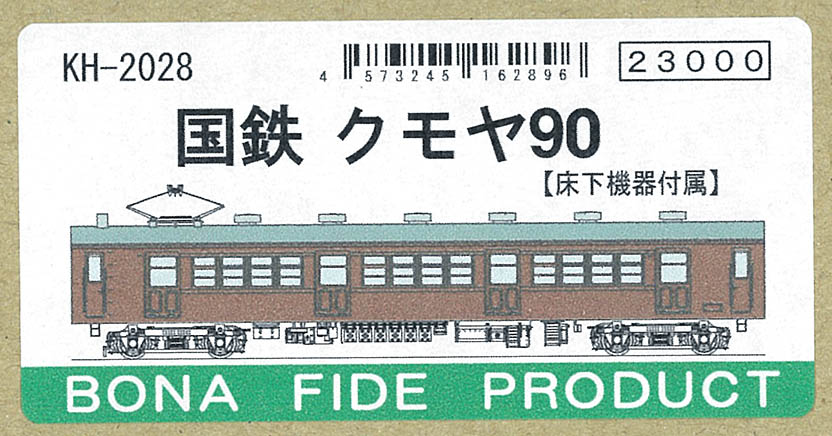 KH-2028
4 573245 162896
23000
国鉄 クモヤ90
【床下機器付属】
BONA FIDE PRODUCT